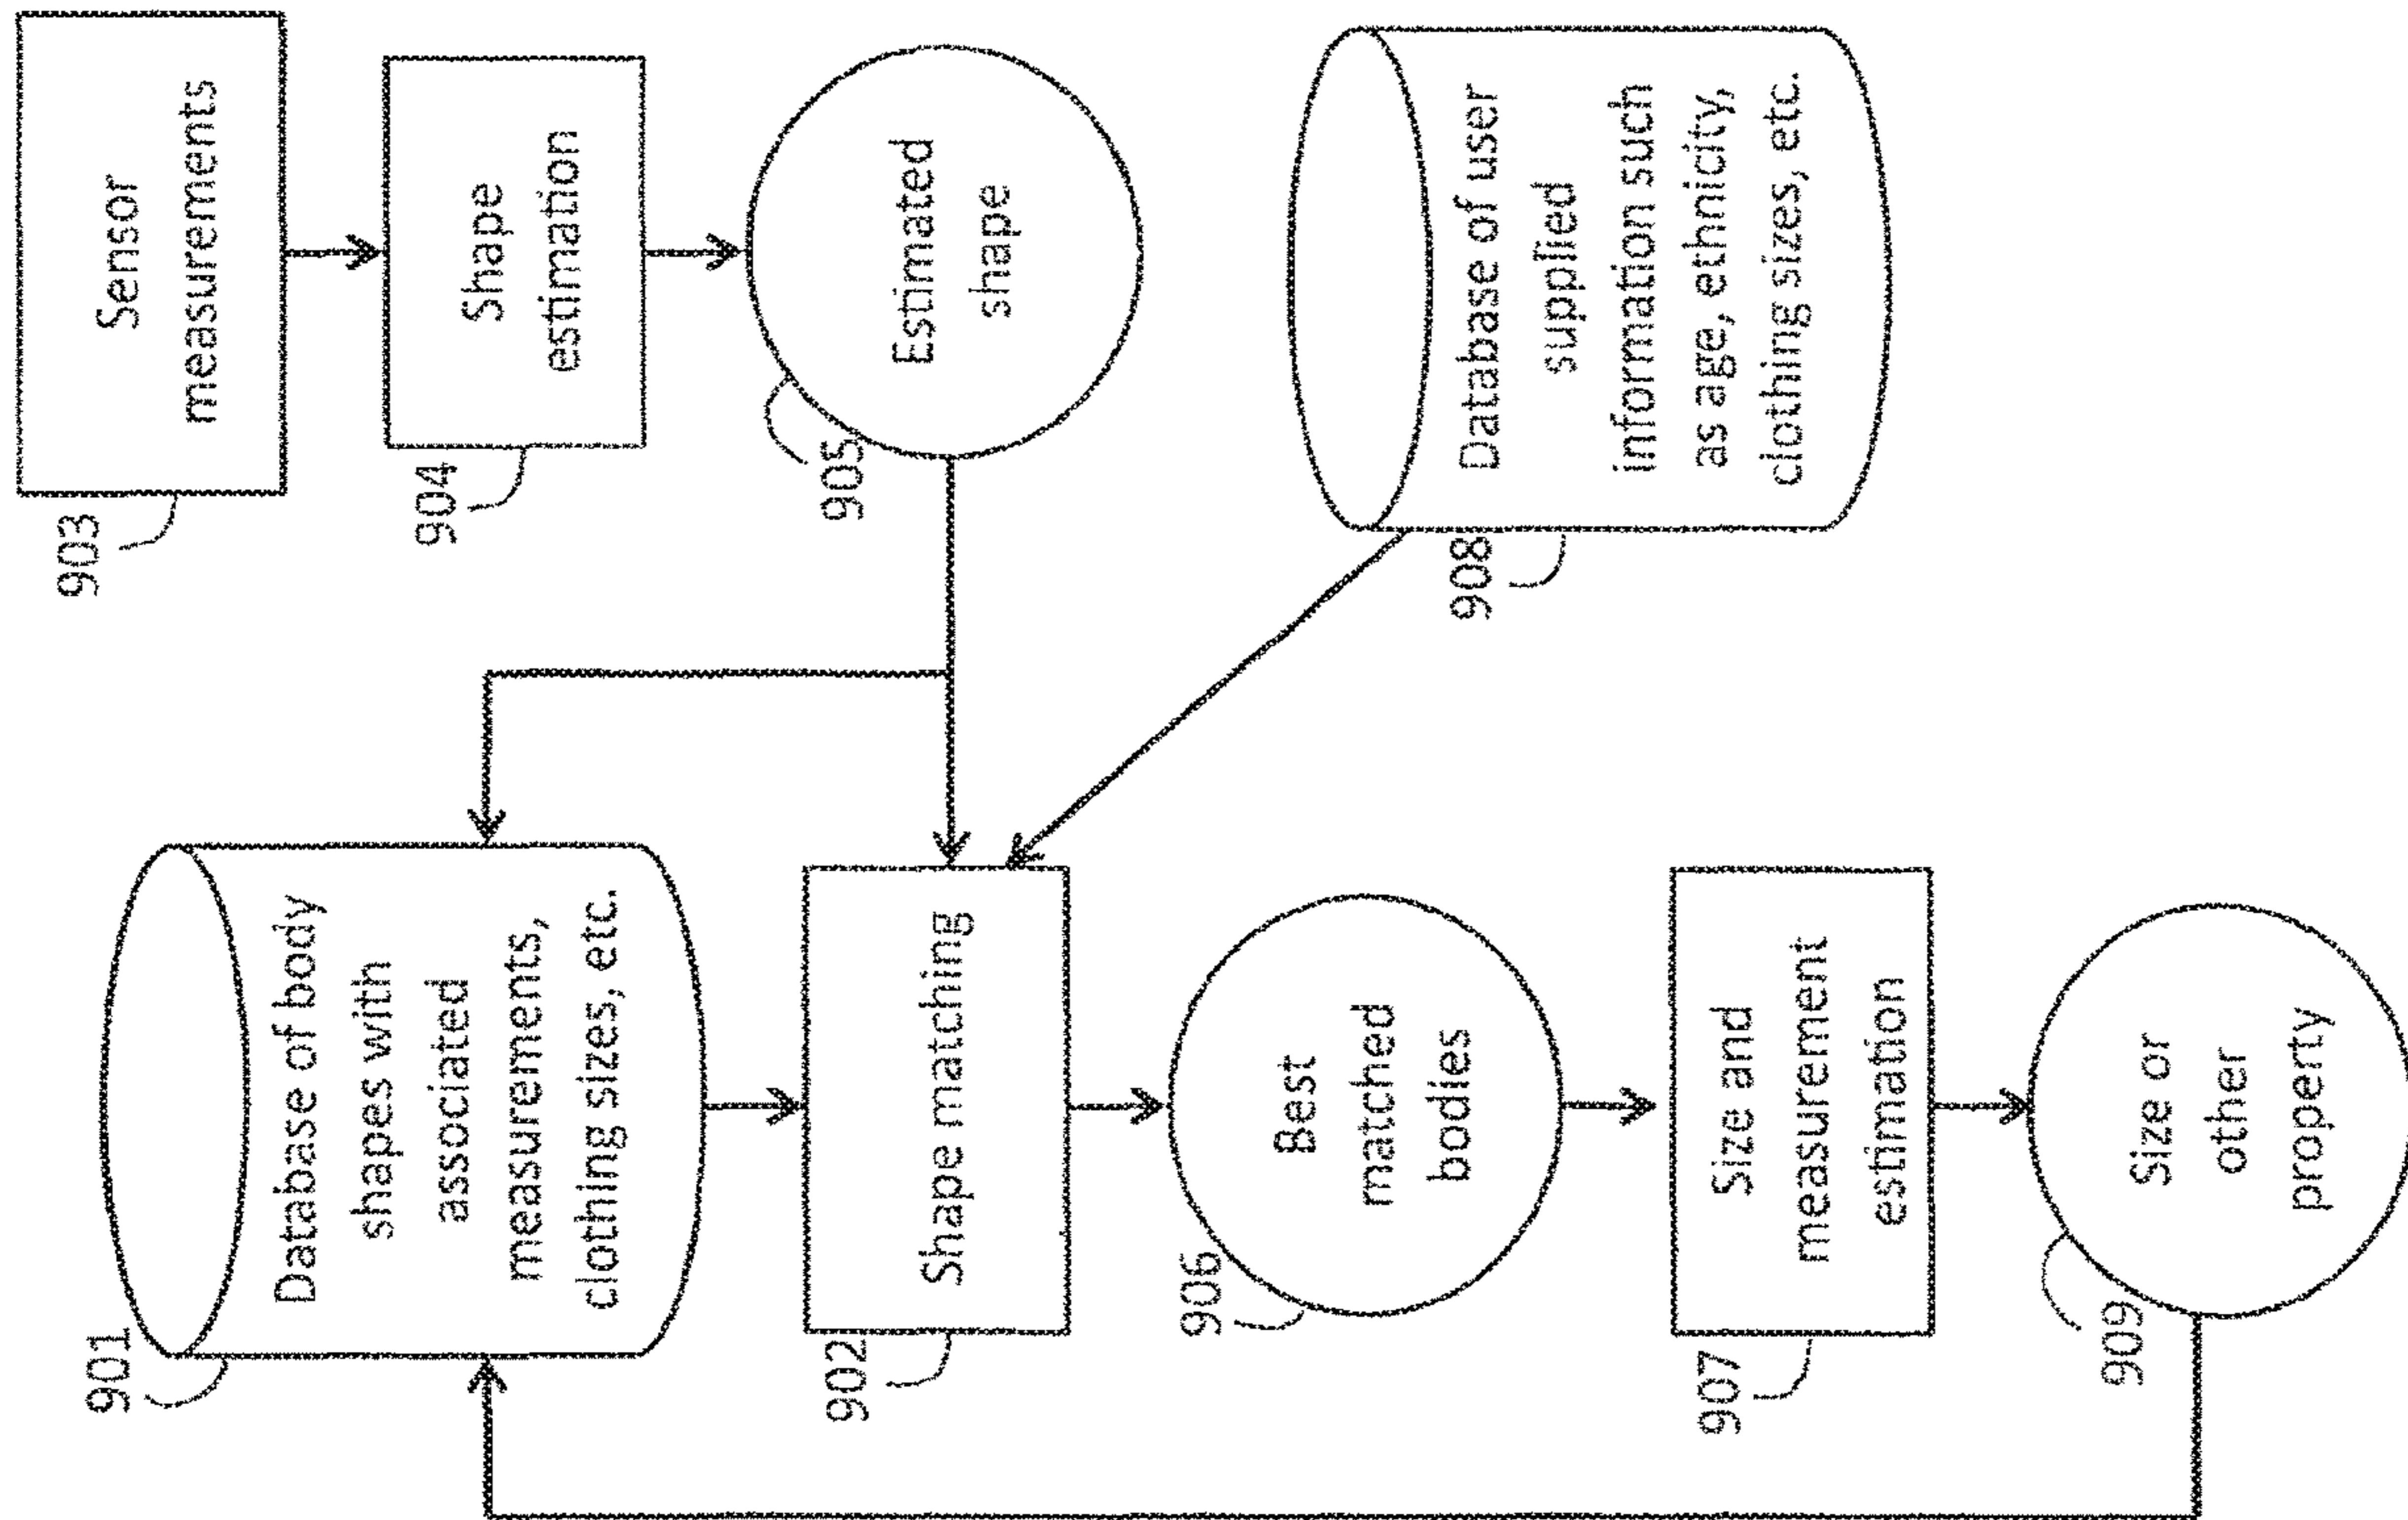 901
Database of body
shapes with
associated
measurements,
clothing sizes, etc.
902
Shape matching
906
Best
matched
bodies
907
Size and
measurement
estimation
909
Size or
other
property
903
Sensor
measurements
904
Shape
estimation
905
Estimated
shape
908
Database of user
supplied
information such
as age, ethnicity,
clothing sizes, etc.